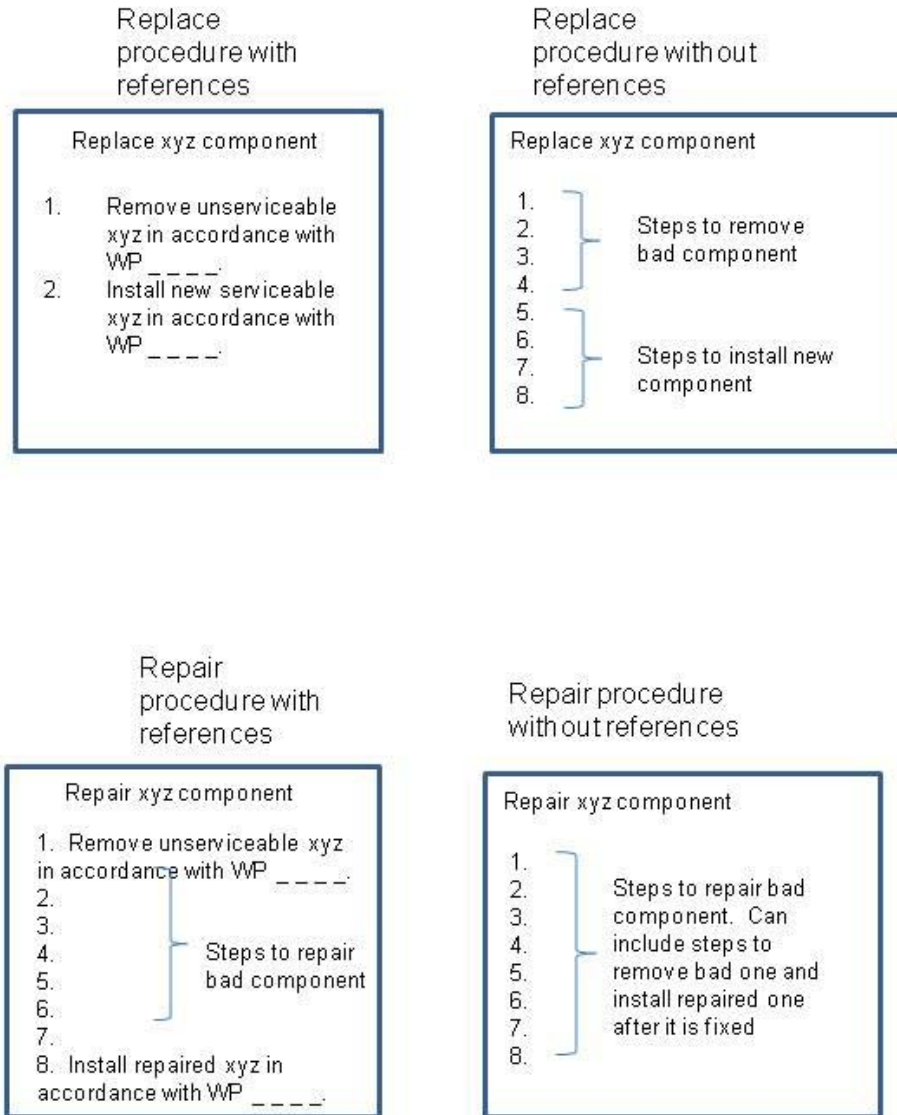 Replace
procedure with
references
Replace xyz component
1. Remove unserviceable
xyz in accordance with
WP _ _ _ _.
2. Install new serviceable
xyz in accordance with
WP _ _ _ _.
Replace
procedure without
references
Replace xyz component
1.
2.
3.
4.
Steps to remove
bad component
5.
6.
7.
8.
Steps to install new
component
Repair
procedure with
references
Repair xyz component
1. Remove unserviceable xyz
in accordance with WP _ _ _ _.
2.
3.
4.
5.
6.
7.
Steps to repair
bad component
8. Install repaired xyz in
accordance with WP _ _ _ _.
Repair procedure
without references
Repair xyz component
1.
2.
3.
4.
5.
6.
7.
8.
Steps to repair bad
component. Can
include steps to
remove bad one and
install repaired one
after it is fixed